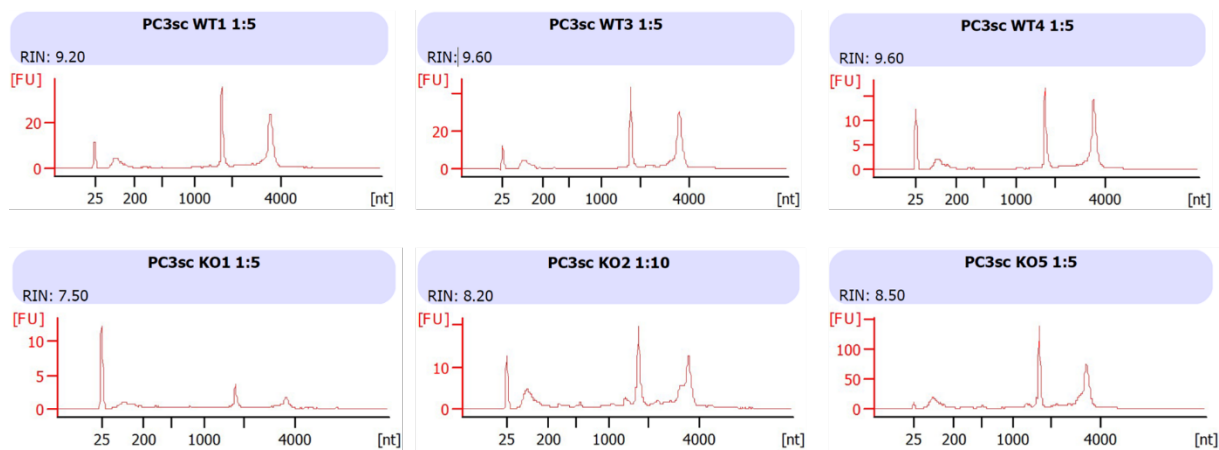 PC3sc WT1 1:5
RIN: 9.20
[FU]
20
0
25 200 1000 4000 [nt]
PC3sc WT3 1:5
RIN: 9.60
[FU]
20
0
25 200 1000 4000 [nt]
PC3sc WT4 1:5
RIN: 9.60
[FU]
10
5
0
25 200 1000 4000 [nt]
PC3sc KO1 1:5
RIN: 7.50
[FU]
10
5
0
25 200 1000 4000 [nt]
PC3sc KO2 1:10
RIN: 8.20
[FU]
10
0
25 200 1000 4000 [nt]
PC3sc KO5 1:5
RIN: 8.50
[FU]
100
50
0
25 200 1000 4000 [nt]